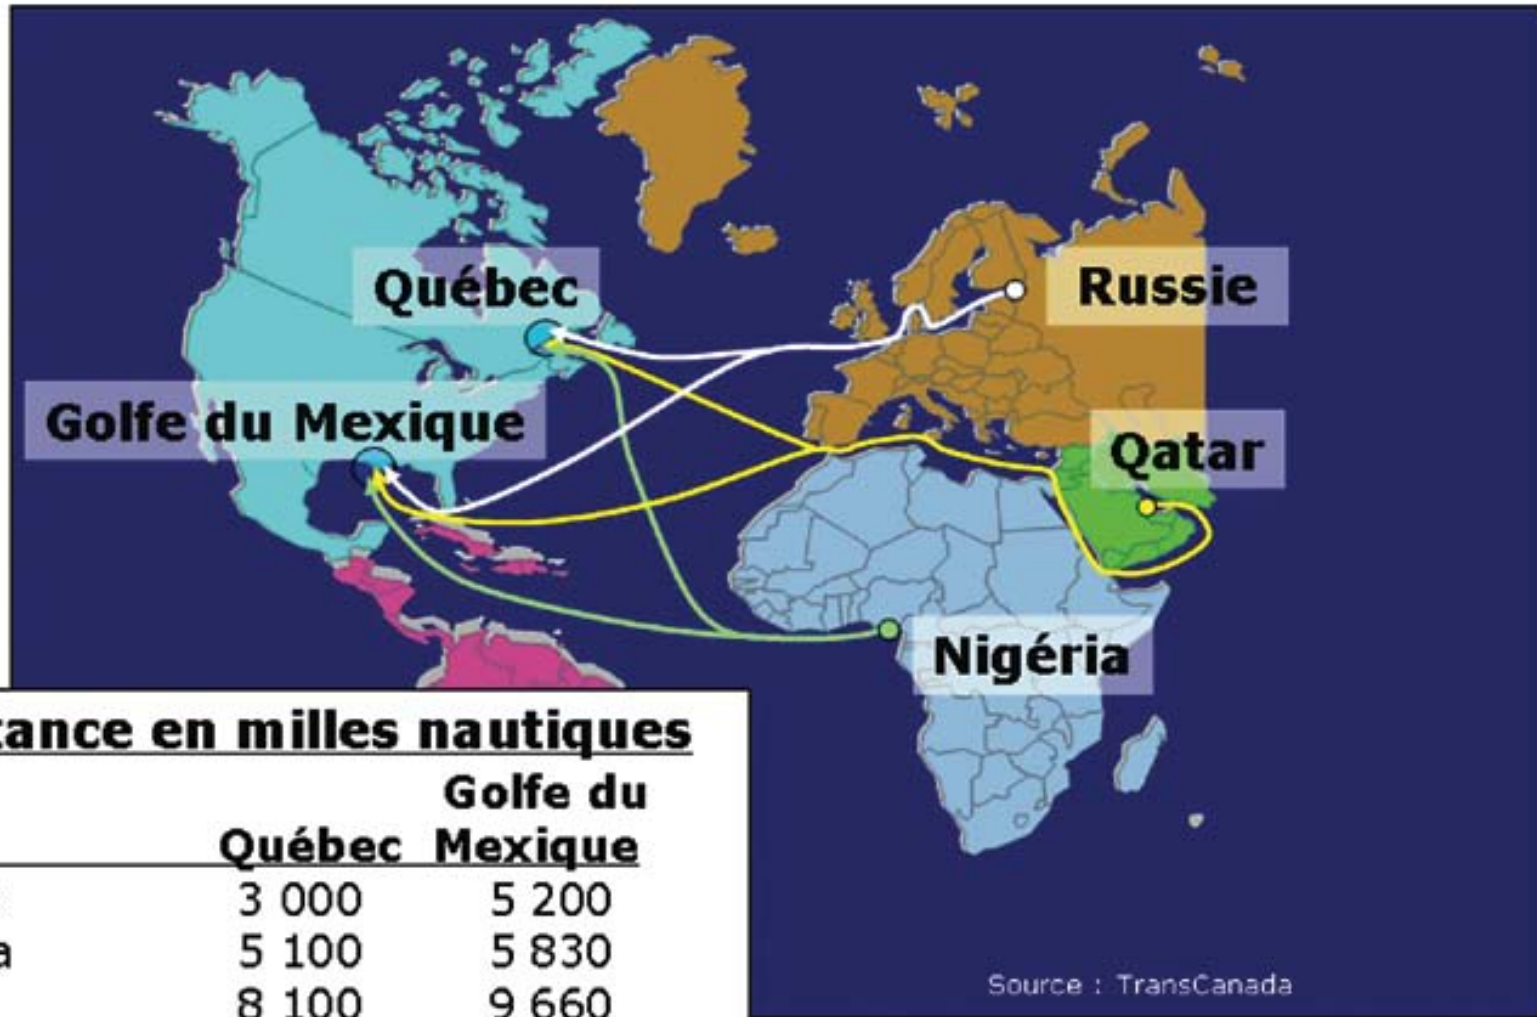 Québec
Russie
Golfe du Mexique
Qatar
Nigéria
en milles nautiques
Golfe du
Québec Mexique
3 000 5 200
5 100 5 830
8 100 9 660
Source : TransCanada